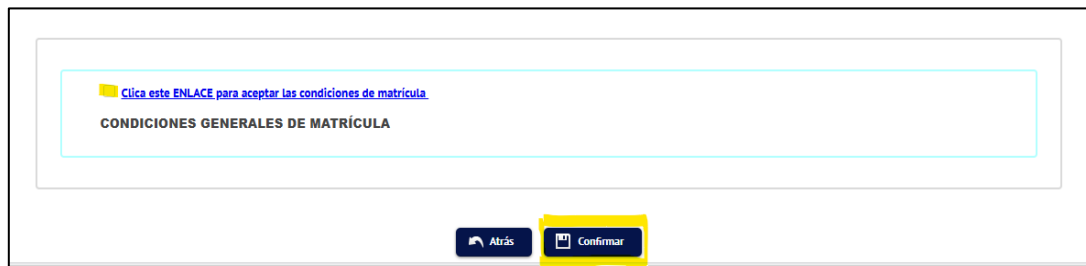 Clica este ENLACE para aceptar las condiciones de matrícula
CONDICIONES GENERALES DE MATRÍCULA
Atrás Confirmar